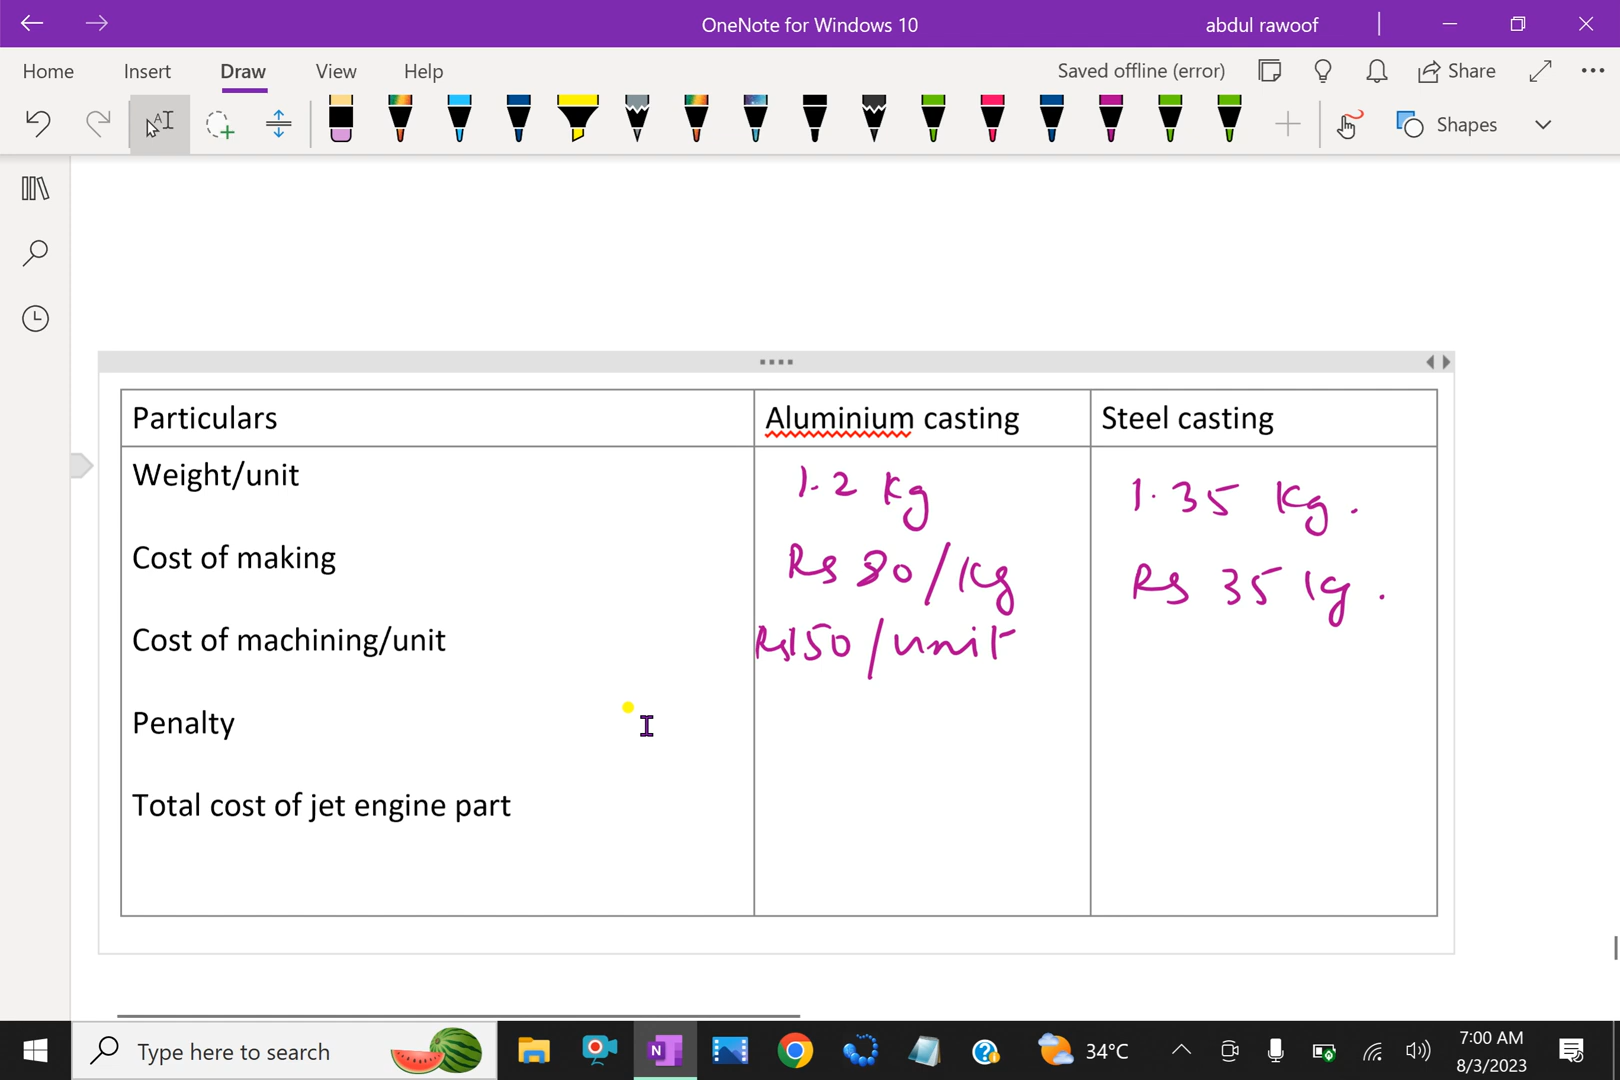 OneNote for Windows 10
abdul rawoof
Home Insert Draw View Help
Saved offline (error)
Share
Shapes
Particulars Aluminium casting Steel casting
Weight/unit 1.2 kg 1.35 Kg.
Cost of making Rs 80/Kg Rs 35 kg.
Cost of machining/unit Rs150/unit
Penalty
Total cost of jet engine part
Type here to search
34°C
7:00 AM
8/3/2023